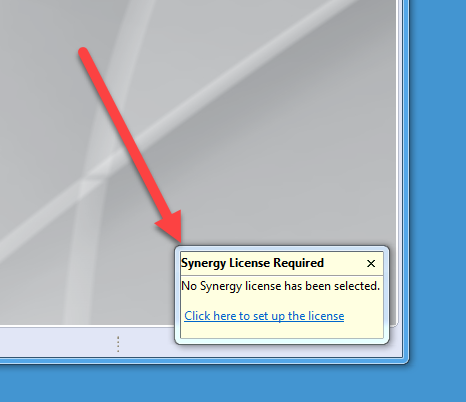 Synergy License Required
No Synergy license has been selected.
Click here to set up the license